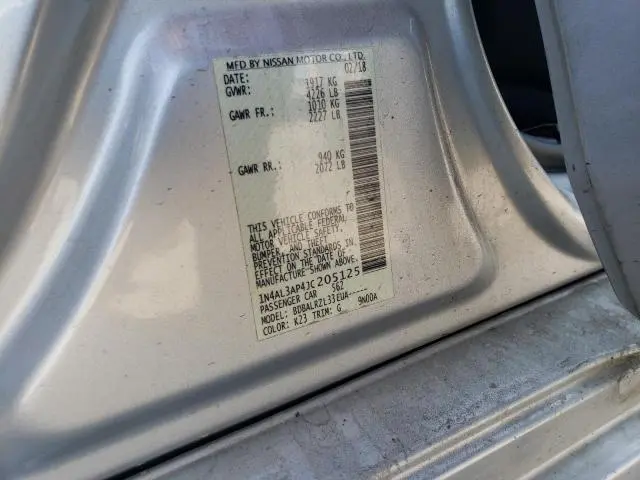 MFD BY NISSAN MOTOR CO., LTD.
DATE: 02/18
GVWR: 1917 KG
4226 LB
GAWR FR.: 1010 KG
2227 LB
GAWR RR.: 940 KG
2072 LB
THIS VEHICLE CONFORMS TO
ALL APPLICABLE FEDERAL
MOTOR VEHICLE SAFETY,
BUMPER, AND THEFT
PREVENTION STANDARDS IN
EFFECT ON THE DATE OF
MANUFACTURE SHOWN ABOVE.
1N4AL3AP4JC205125
PASSENGER CAR S62
MODEL: BDBALRZL33EUA-----
COLOR: K23 TRIM: G 9N00A